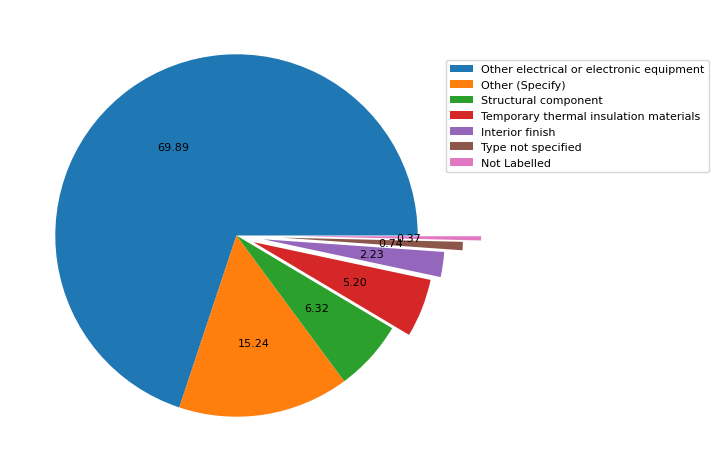 Other electrical or electronic equipment
Other (Specify)
Structural component
Temporary thermal insulation materials
Interior finish
Type not specified
Not Labelled
69.89
0.37
0.74
2.23
5.20
6.32
15.24